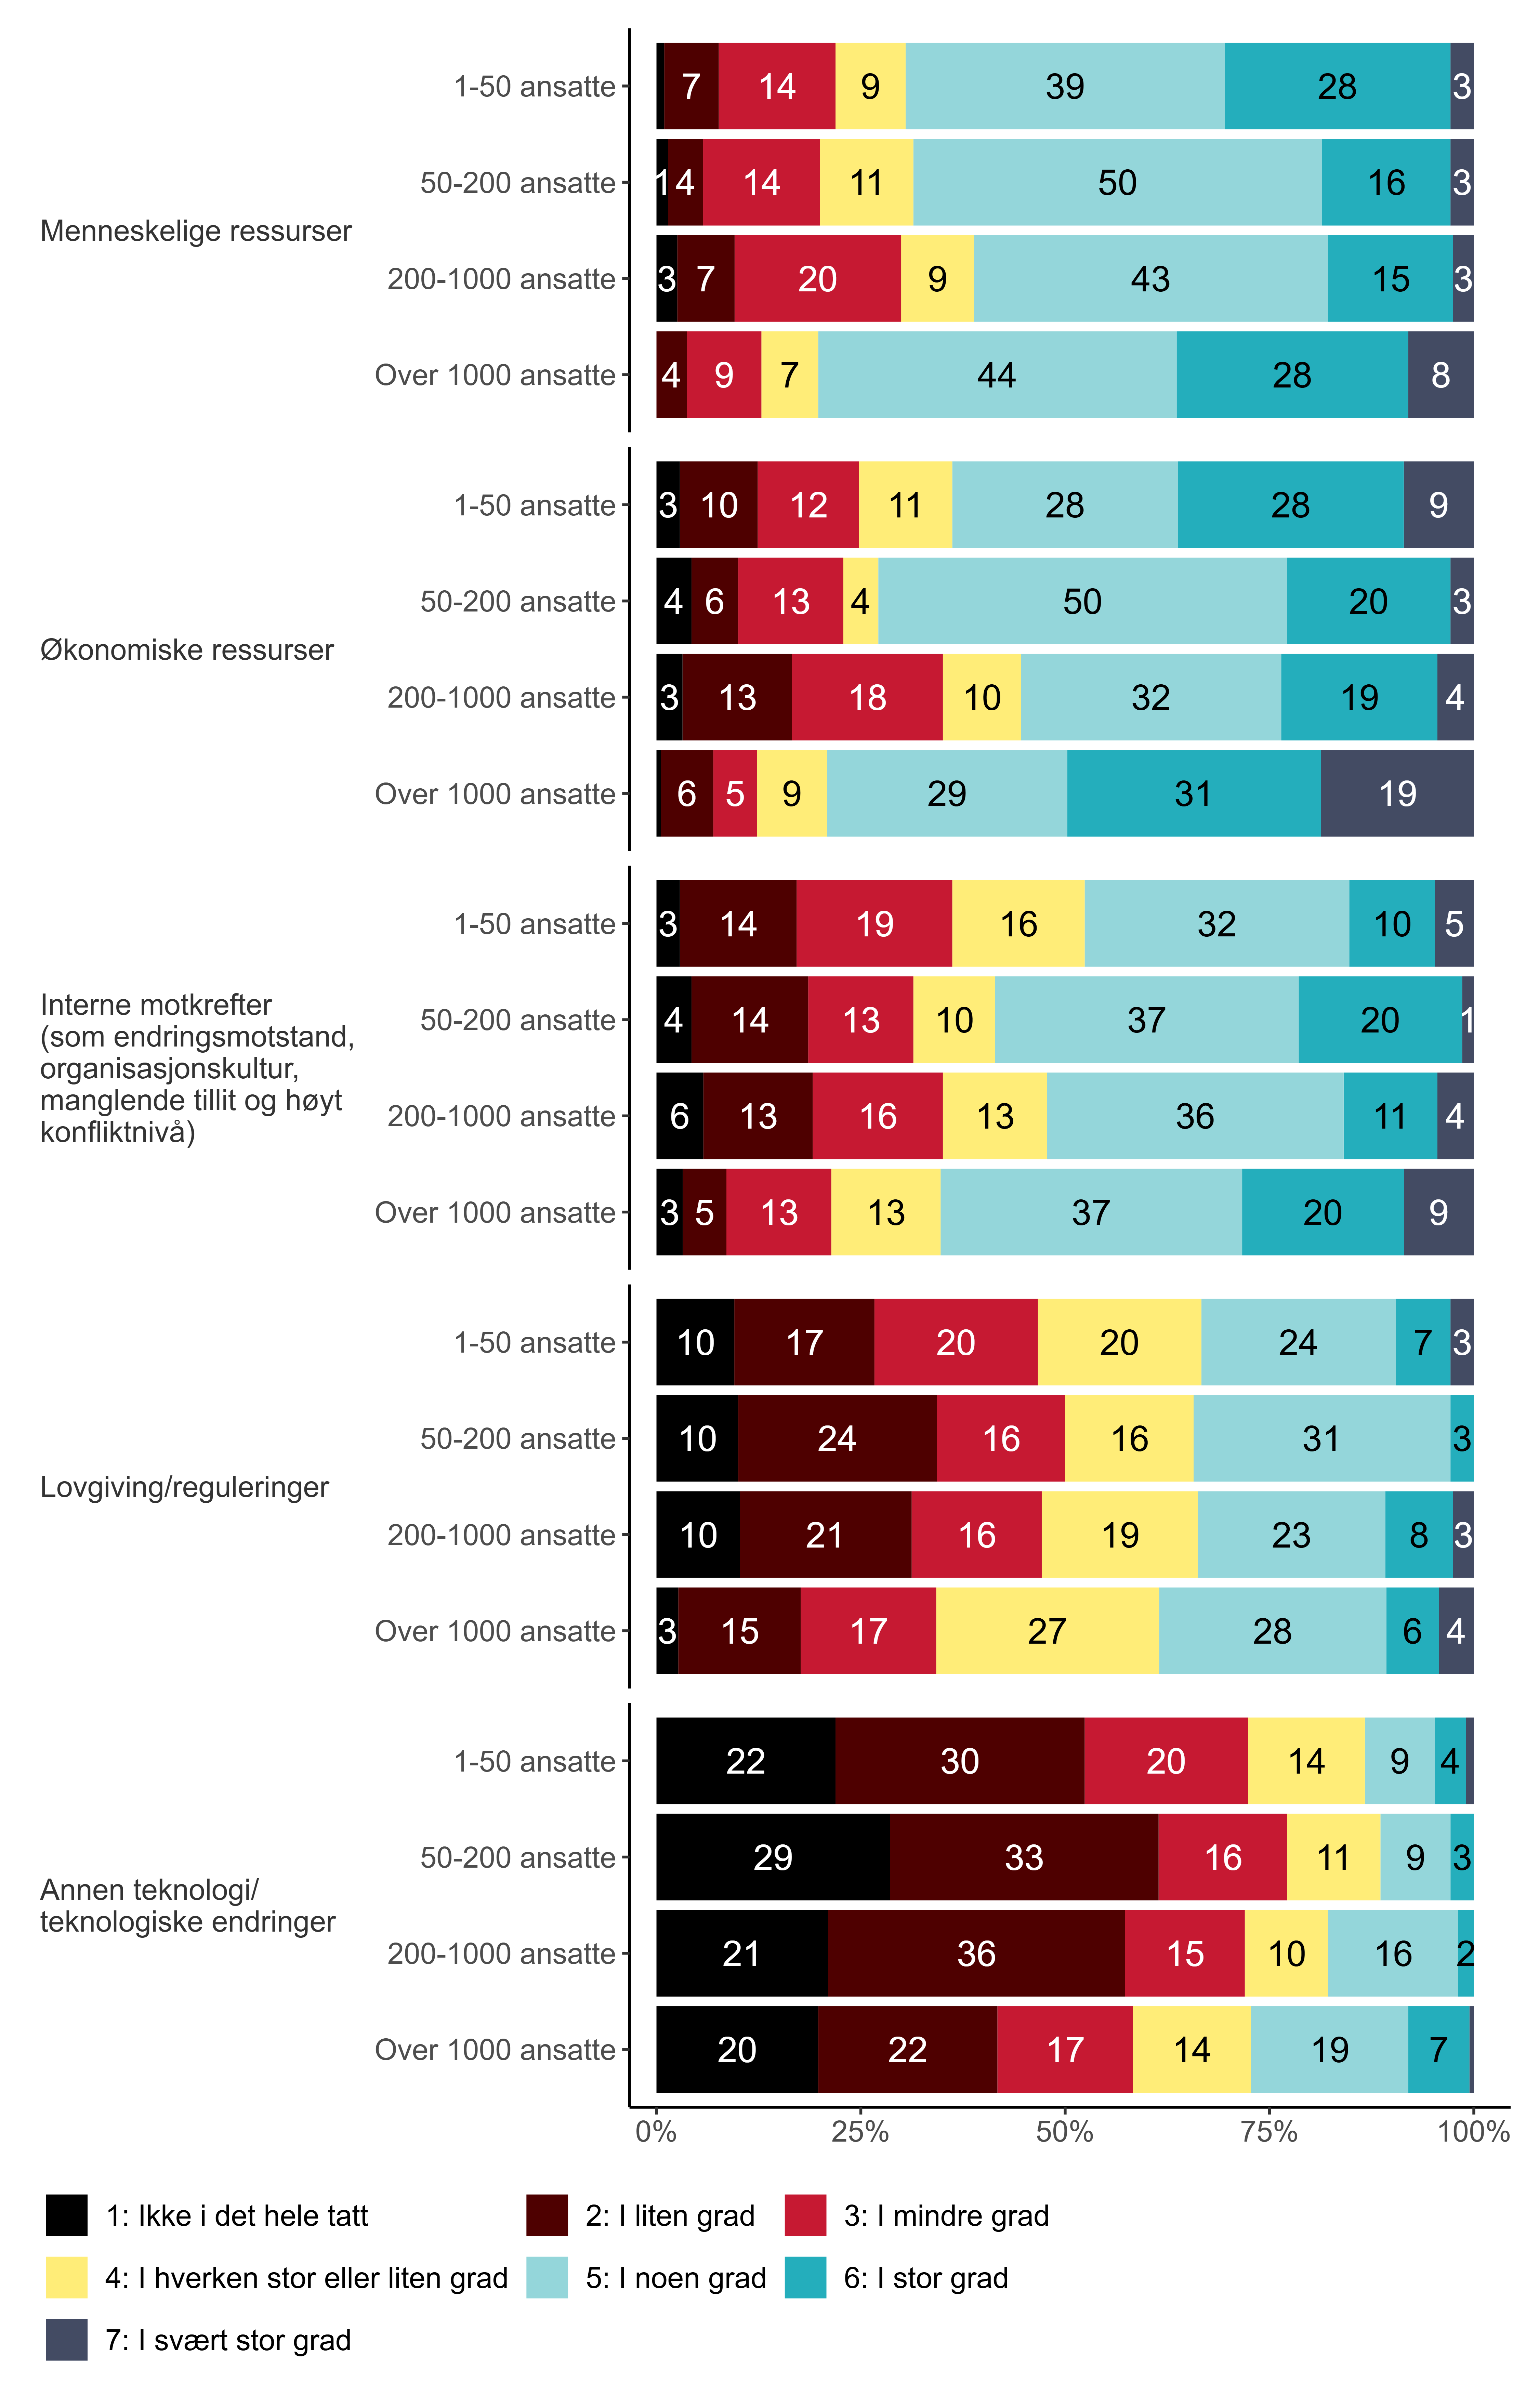 Menneskelige ressurser
1-50 ansatte 7 14 9 39 28 3
50-200 ansatte 1 4 14 11 50 16 3
200-1000 ansatte 3 7 20 9 43 15 3
Over 1000 ansatte 4 9 7 44 28 8
Økonomiske ressurser
1-50 ansatte 3 10 12 11 28 28 9
50-200 ansatte 4 6 13 4 50 20 3
200-1000 ansatte 3 13 18 10 32 19 4
Over 1000 ansatte 6 5 9 29 31 19
Interne motkrefter
(som endringsmotstand,
organisasjonskultur,
manglende tillit og høyt
konfliktnivå)
1-50 ansatte 3 14 19 16 32 10 5
50-200 ansatte 4 14 13 10 37 20 1
200-1000 ansatte 6 13 16 13 36 11 4
Over 1000 ansatte 3 5 13 13 37 20 9
Lovgiving/reguleringer
1-50 ansatte 10 17 20 20 24 7 3
50-200 ansatte 10 24 16 16 31 3
200-1000 ansatte 10 21 16 19 23 8 3
Over 1000 ansatte 3 15 17 27 28 6 4
Annen teknologi/
teknologiske endringer
1-50 ansatte 22 30 20 14 9 4
50-200 ansatte 29 33 16 11 9 3
200-1000 ansatte 21 36 15 10 16 2
Over 1000 ansatte 20 22 17 14 19 7
0% 25% 50% 75% 100%
1: Ikke i det hele tatt 2: I liten grad 3: I mindre grad
4: I hverken stor eller liten grad 5: I noen grad 6: I stor grad
7: I svært stor grad